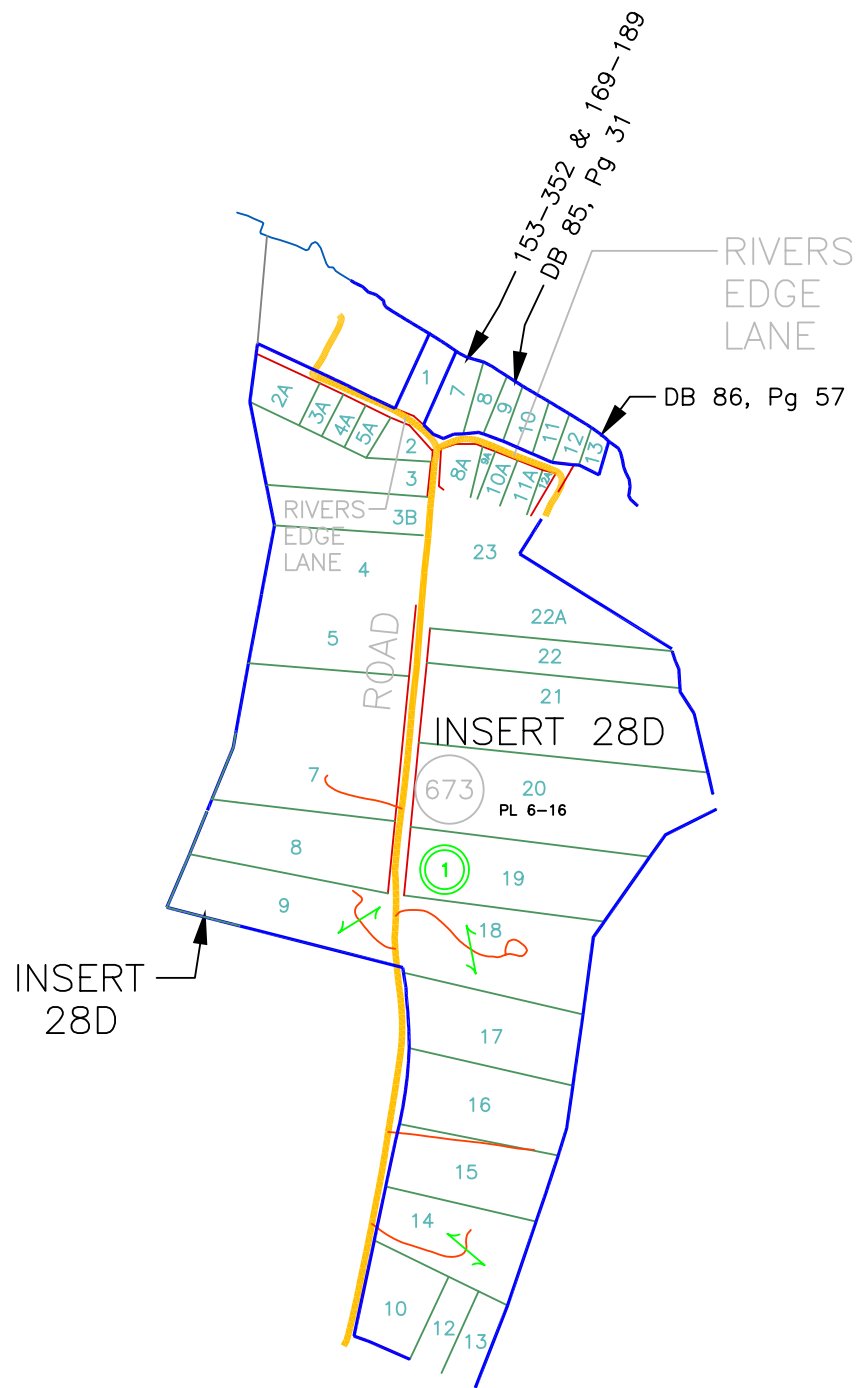 153-352 & 169-189
DB 85, Pg 31
RIVERS
EDGE
LANE
DB 86, Pg 57
1
7
8
9
10
11
12
13
2A
3A
4A
5A
2
3
3B
8A
9A
10A
11A
12A
RIVERS
EDGE
LANE
4
23
5
22A
22
21
ROAD
INSERT 28D
7
673
20
PL 6-16
8
1
19
9
18
INSERT
28D
17
16
15
14
10
12
13